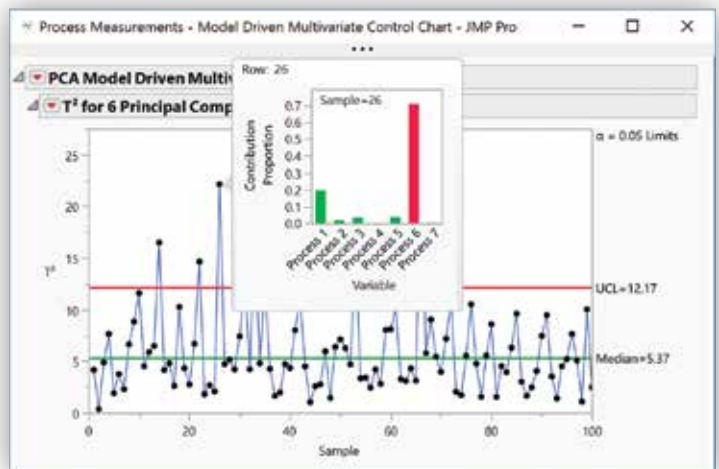 Process Measurements - Model Driven Multivariate Control Chart - JMP Pro
PCA Model Driven Multiv
T² for 6 Principal Comp
Row: 26
Sample=26
Contribution
Proportion
0.7
0.6
0.5
0.4
0.3
0.2
0.1
0.0
Process 1
Process 2
Process 3
Process 4
Process 5
Process 6
Process 7
Variable
α = 0.05 Limits
T²
25
20
15
10
5
0
UCL=12.17
Median=5.37
0 20 40 60 80 100
Sample